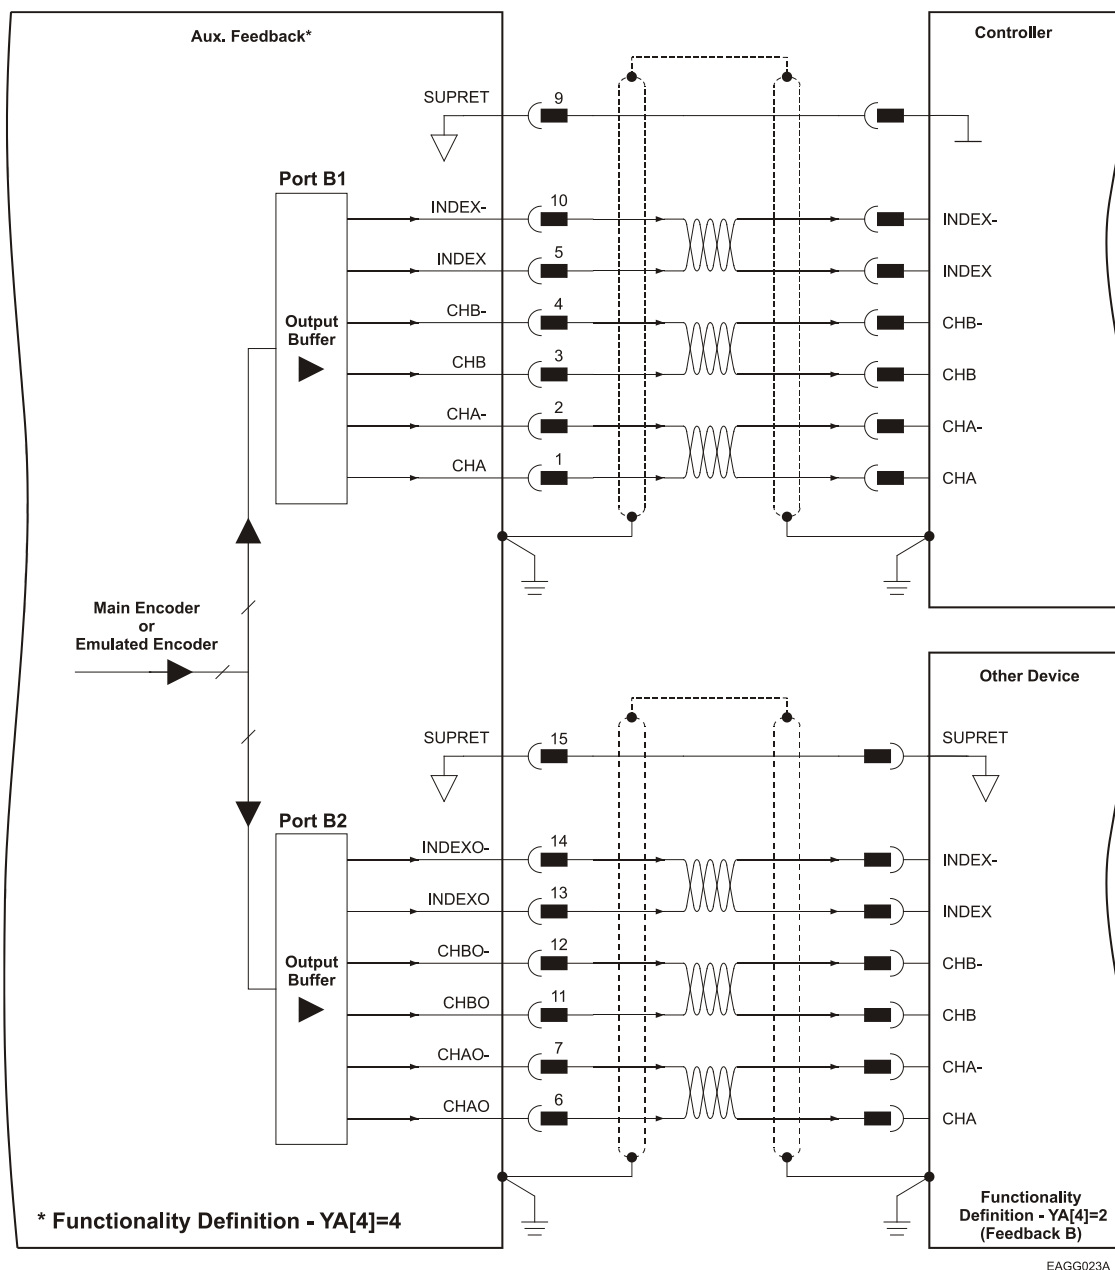 Aux. Feedback*
Controller
SUPRET
9
Port B1
INDEX-
10
INDEX-
INDEX
5
INDEX
Output
Buffer
CHB-
4
CHB-
CHB
3
CHB
CHA-
2
CHA-
CHA
1
CHA
Main Encoder
or
Emulated Encoder
Other Device
SUPRET
15
SUPRET
Port B2
INDEXO-
14
INDEX-
INDEXO
13
INDEX
Output
Buffer
CHBO-
12
CHB-
CHBO
11
CHB
CHAO-
7
CHA-
CHAO
6
CHA
* Functionality Definition - YA[4]=4
Functionality
Definition - YA[4]=2
(Feedback B)
EAGG023A